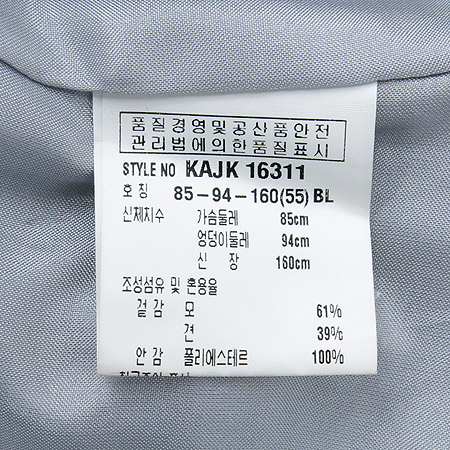 품질경영및공산품안전
관리법에의한품질표시
STYLE NO KAJK 16311
호 칭 85-94-160(55) BL
신체치수 가슴둘레 85cm
엉덩이둘레 94cm
신 장 160cm
조성섬유 및 혼용율
겉 감 모 61%
견 39%
안 감 폴리에스테르 100%